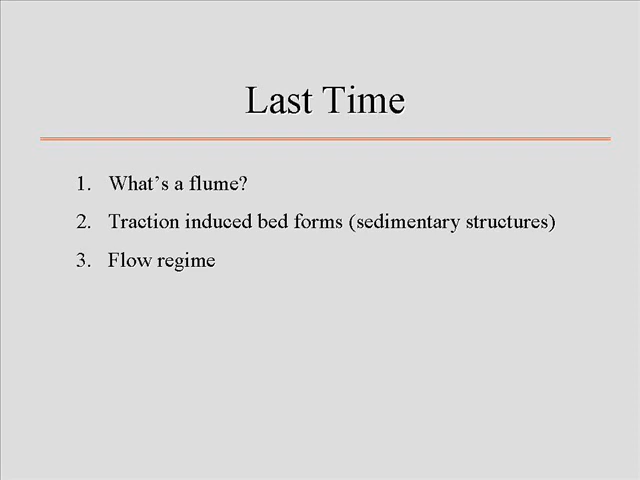 Last Time
1. What's a flume?
2. Traction induced bed forms (sedimentary structures)
3. Flow regime